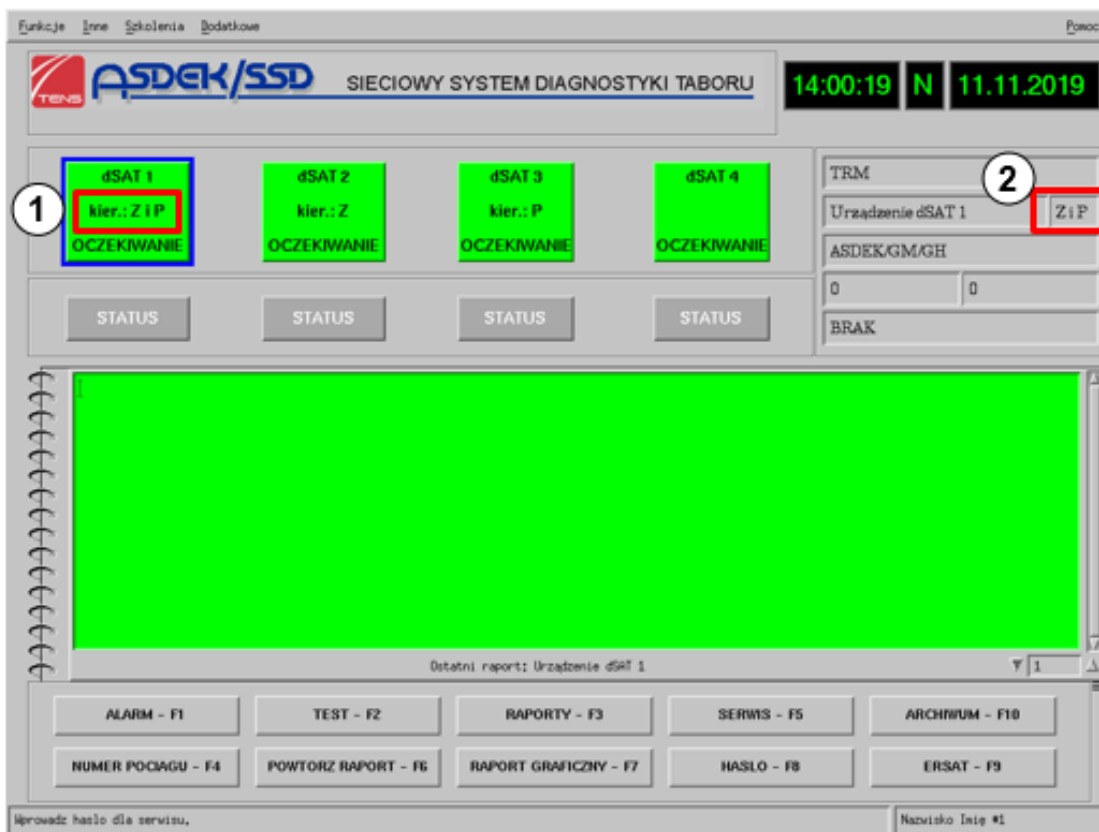 Funkcje Inne Szkolenia Dodatkowe Pomoc
TENS ASDEK/SSD SIECIOWY SYSTEM DIAGNOSTYKI TABORU 14:00:19 N 11.11.2019
1
dSAT 1
kier.: Z i P
OCZEKIWANIE
dSAT 2
kier.: Z
OCZEKIWANIE
dSAT 3
kier.: P
OCZEKIWANIE
dSAT 4
OCZEKIWANIE
STATUS STATUS STATUS STATUS
TRM
2
Urządzenie dSAT 1 Z i P
ASDEK/GM/GH
0 0
BRAK
Ostatni raport: Urządzenie dSAT 1 1
ALARM - F1 TEST - F2 RAPORTY - F3 SERWIS - F5 ARCHIWUM - F10
NUMER POCIAGU - F4 POWTORZ RAPORT - F6 RAPORT GRAFICZNY - F7 HASLO - F8 ERSAT - F9
Wprowadz haslo dla serwisu, Nazwisko Imię #1